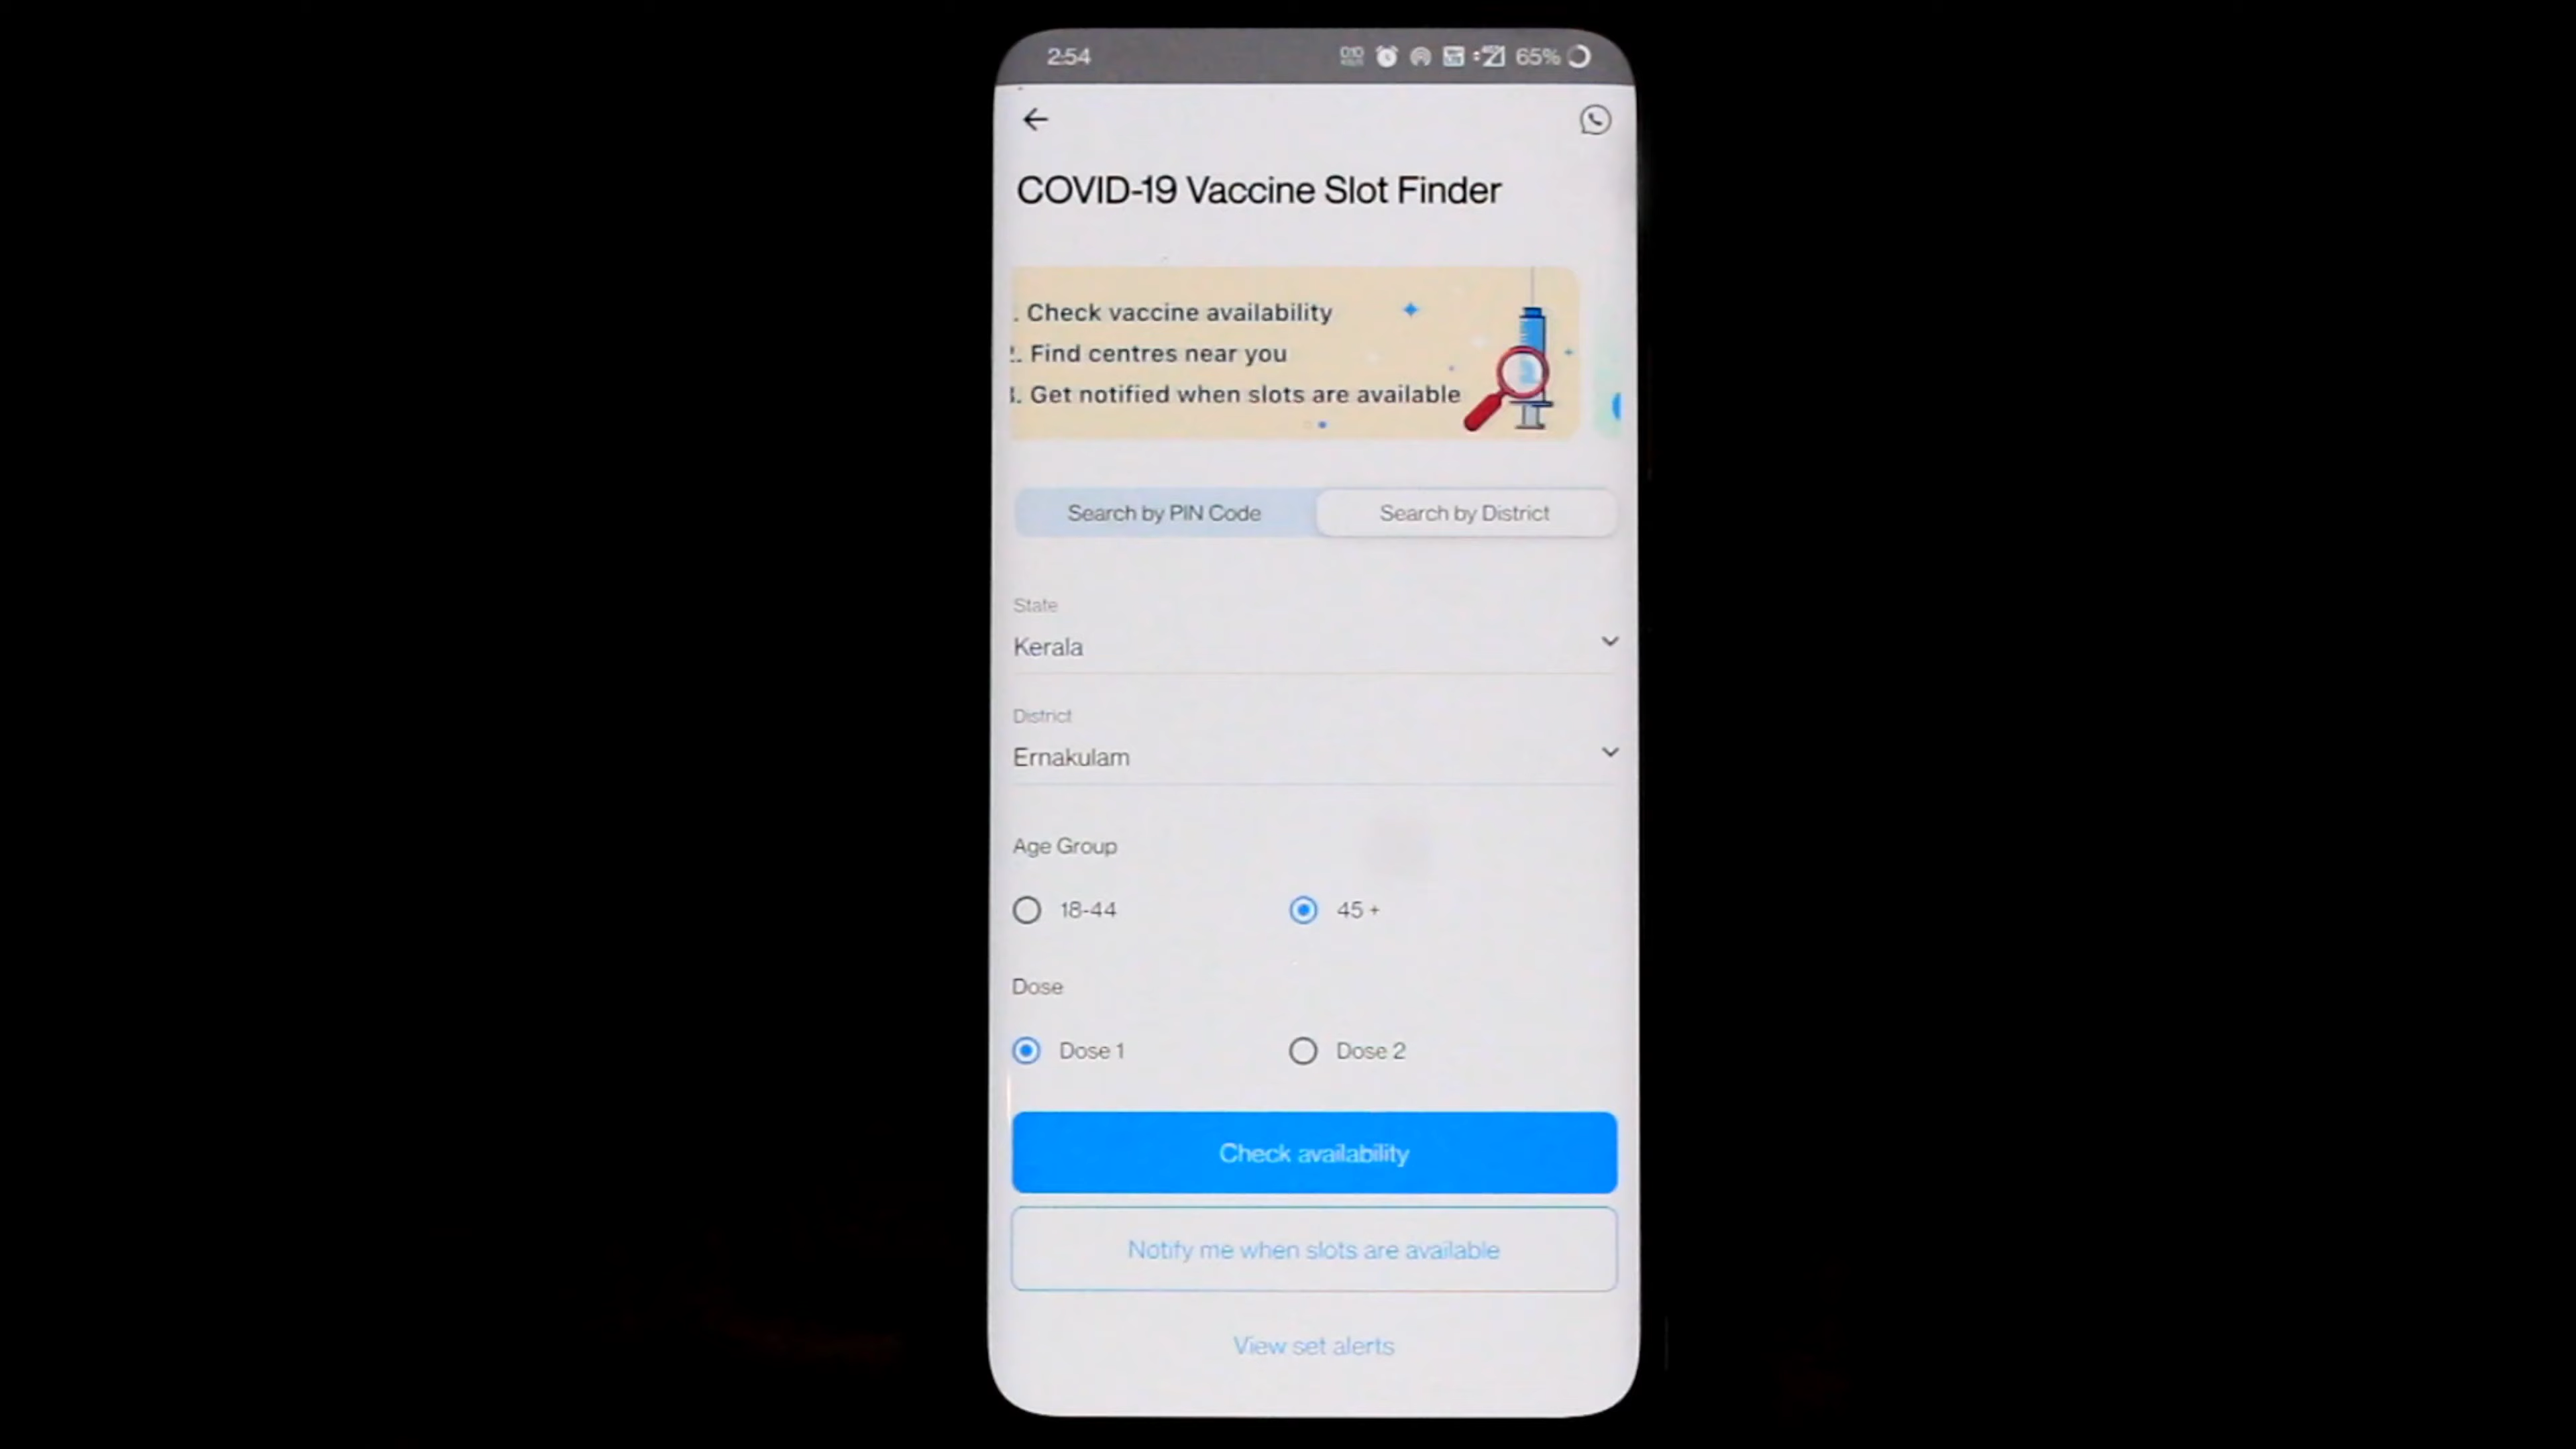 2:54
65%
COVID-19 Vaccine Slot Finder
. Check vaccine availability
2. Find centres near you
3. Get notified when slots are available
Search by PIN Code
Search by District
State
Kerala
District
Ernakulam
Age Group
18-44
45 +
Dose
Dose 1
Dose 2
Check availability
Notify me when slots are available
View set alerts